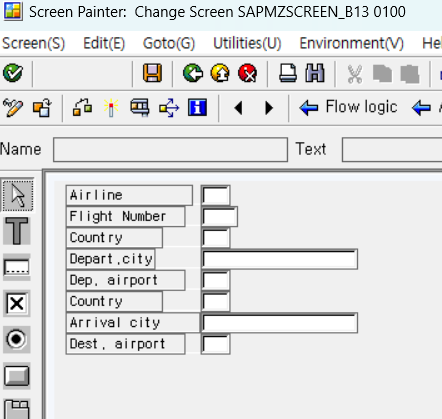 Screen Painter: Change Screen SAPMZSCREEN_B13 0100
Screen(S) Edit(E) Goto(G) Utilities(U) Environment(V) Hel
Flow logic
Name Text
Airline
Flight Number
Country
Depart.city
Dep. airport
Country
Arrival city
Dest. airport